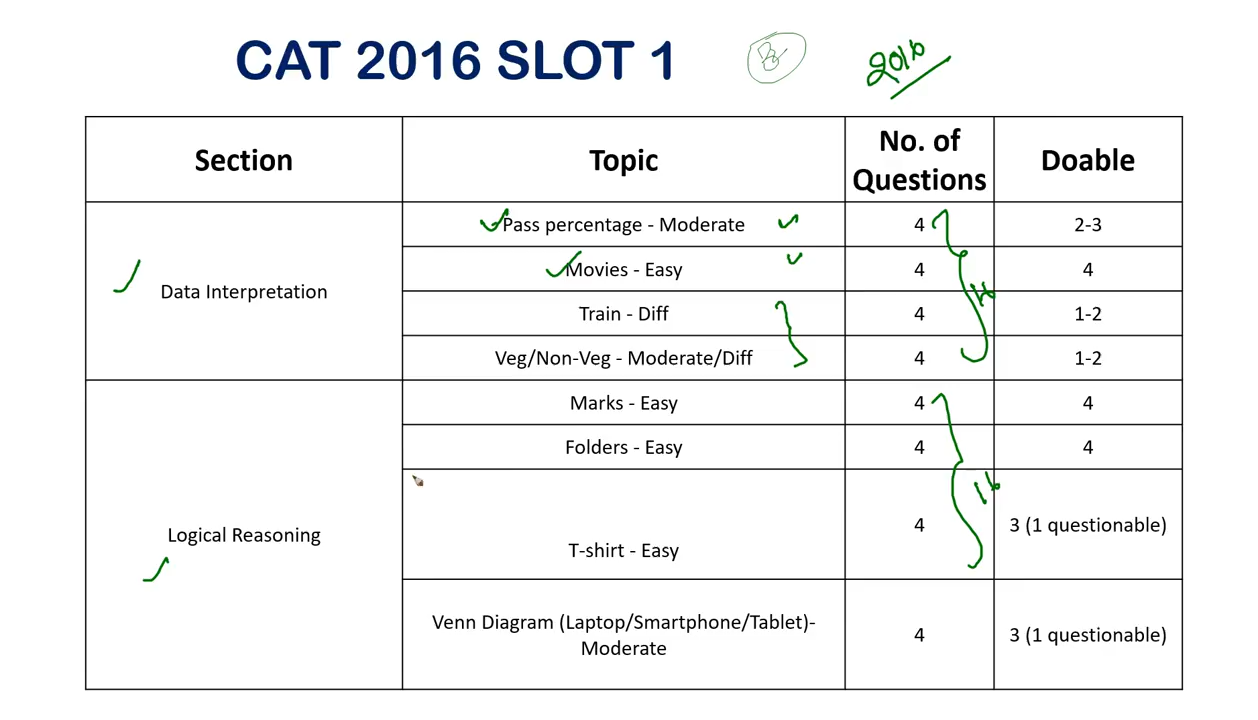 CAT 2016 SLOT 1
2016
Section
Topic
No. of
Questions
Doable
Data Interpretation
Pass percentage - Moderate
4
2-3
Movies - Easy
4
4
Train - Diff
4
1-2
Veg/Non-Veg - Moderate/Diff
4
1-2
Logical Reasoning
Marks - Easy
4
4
Folders - Easy
4
4
T-shirt - Easy
4
3 (1 questionable)
16
Venn Diagram (Laptop/Smartphone/Tablet)-
Moderate
4
3 (1 questionable)